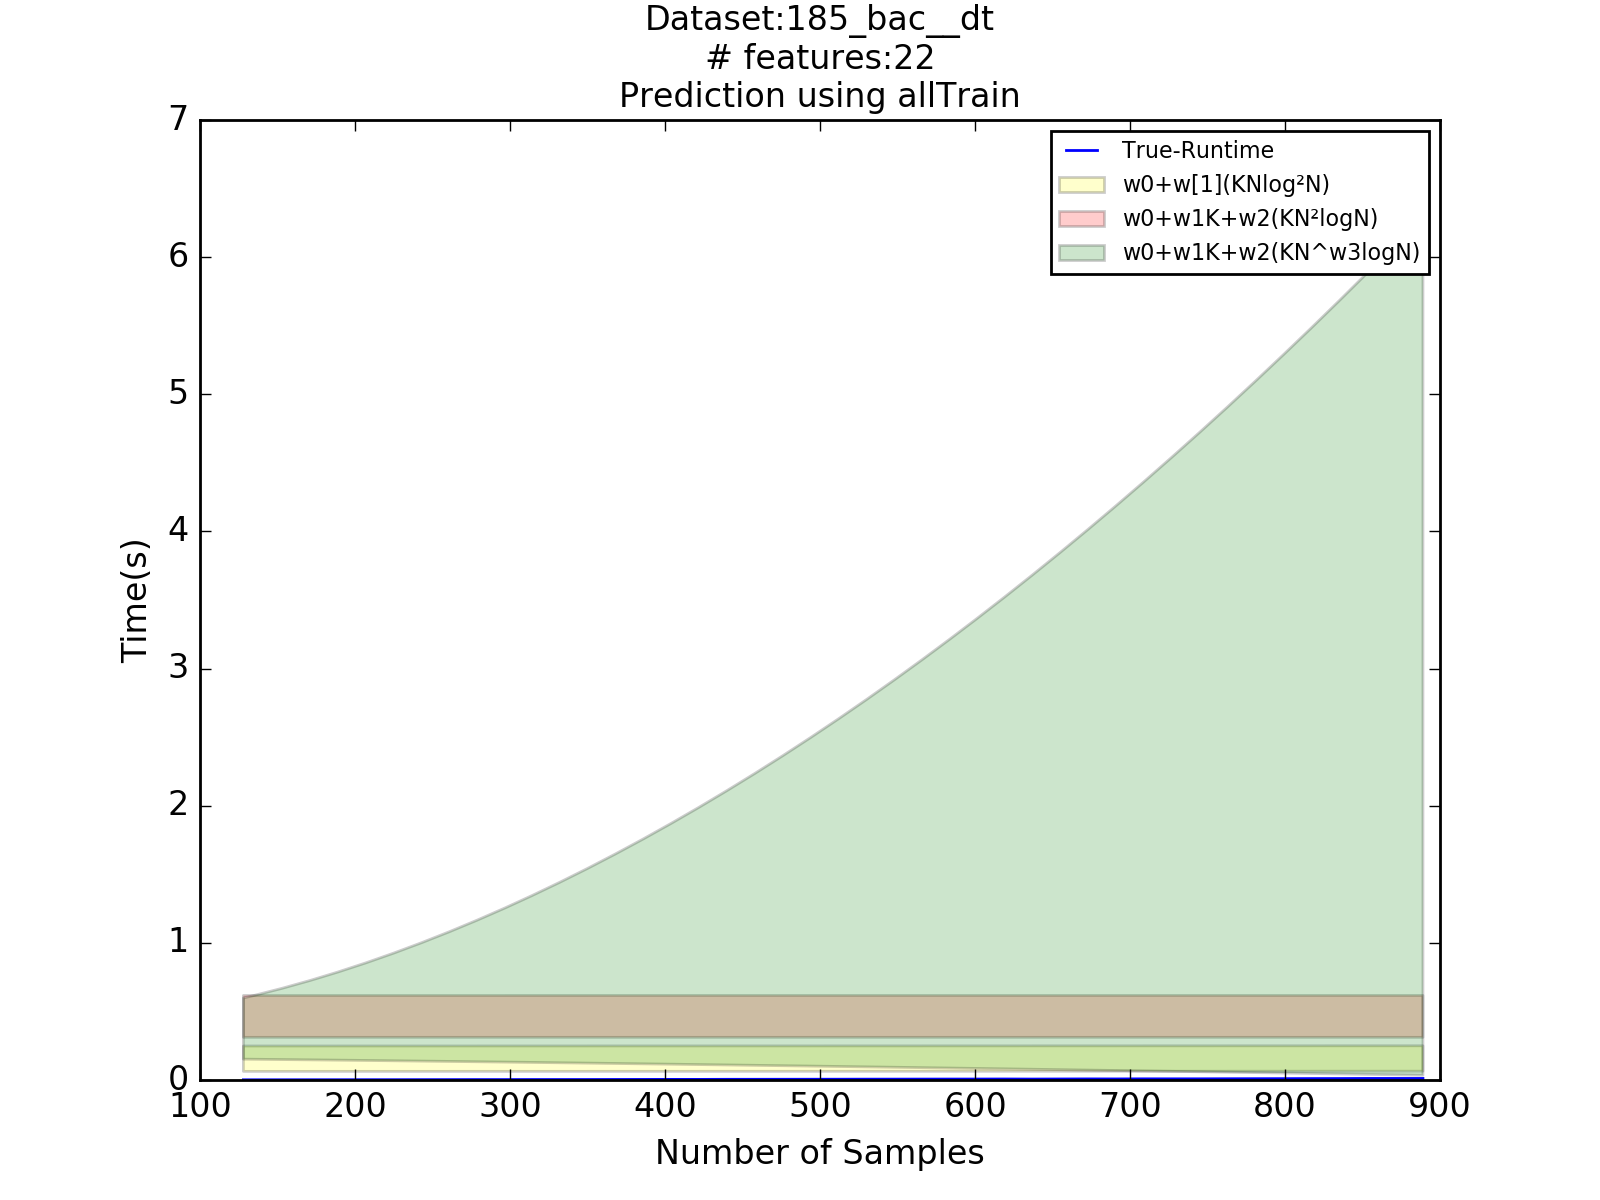 Dataset:185_bac__dt
# features:22
Prediction using allTrain
7
6
5
4
3
2
1
0
Time(s)
True-Runtime
w0+w[1](KNlog²N)
w0+w1K+w2(KN²logN)
w0+w1K+w2(KN^w3logN)
100 200 300 400 500 600 700 800 900
Number of Samples